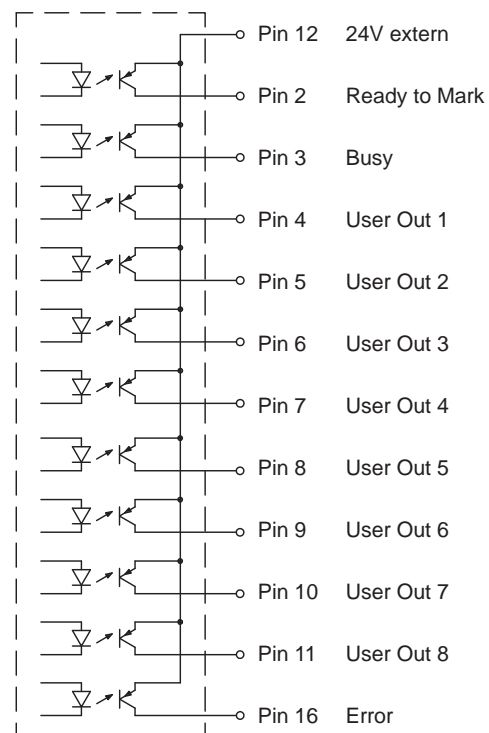 Pin 12 24V extern
Pin 2 Ready to Mark
Pin 3 Busy
Pin 4 User Out 1
Pin 5 User Out 2
Pin 6 User Out 3
Pin 7 User Out 4
Pin 8 User Out 5
Pin 9 User Out 6
Pin 10 User Out 7
Pin 11 User Out 8
Pin 16 Error